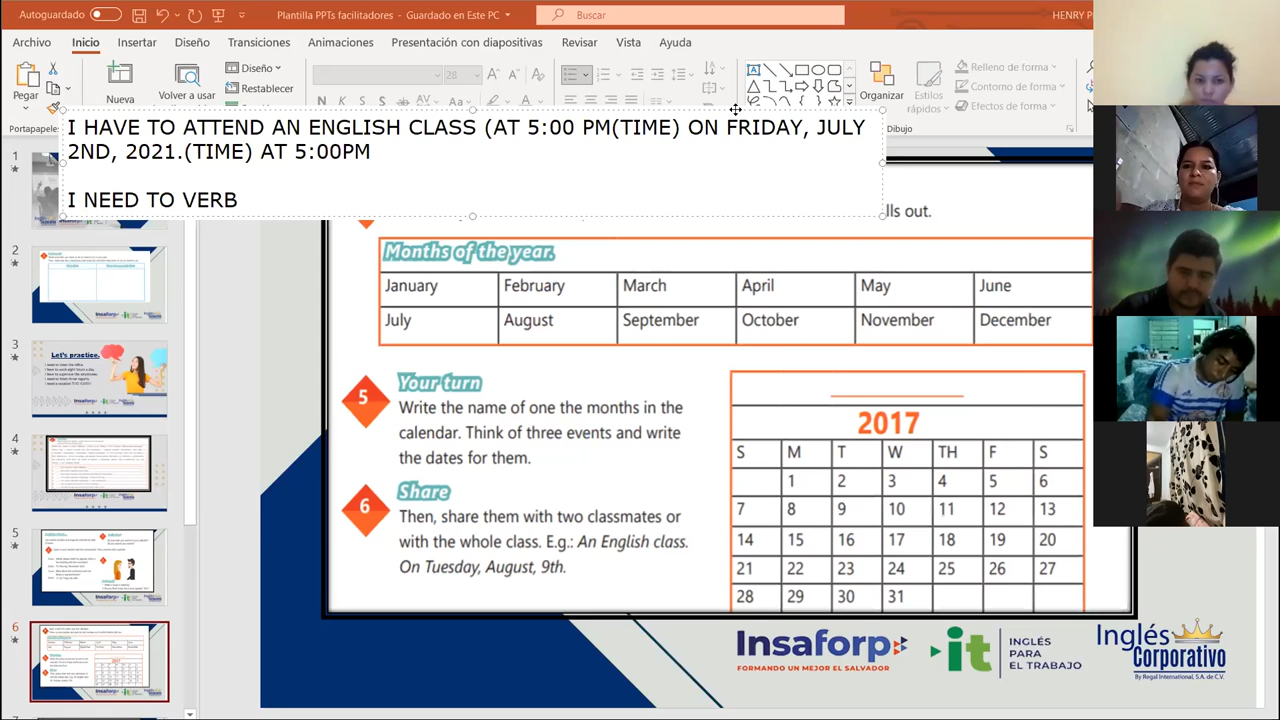 Autoguardado
Plantilla PPTs facilitadores - Guardado en Este PC
Buscar
HENRY P
Archivo Inicio Insertar Diseño Transiciones Animaciones Presentación con diapositivas Revisar Vista Ayuda
Pegar
Nueva
Volver a usar
Diseño
Restablecer
28
Organizar
Estilos
rápidos
Relleno de forma
Contorno de forma
Efectos de forma
Portapapeles
Dibujo
I HAVE TO ATTEND AN ENGLISH CLASS (AT 5:00 PM(TIME) ON FRIDAY, JULY
2ND, 2021.(TIME) AT 5:00PM
I NEED TO VERB
lls out.
Months of the year.
January February March April May June
July August September October November December
5
Your turn
Write the name of one the months in the
calendar. Think of three events and write
the dates for them.
6
Share
Then, share them with two classmates or
with the whole class. E.g.: An English class.
On Tuesday, August, 9th.
2017
S M T W TH F S
1 2 3 4 5 6
7 8 9 10 11 12 13
14 15 16 17 18 19 20
21 22 23 24 25 26 27
28 29 30 31
Insaforp
FORMANDO UN MEJOR EL SALVADOR
it
INGLÉS
PARA
EL TRABAJO
Inglés
Corporativo
By Regal International, S.A. de C.V.
1
2
3
Let's practice.
4
5
6
7